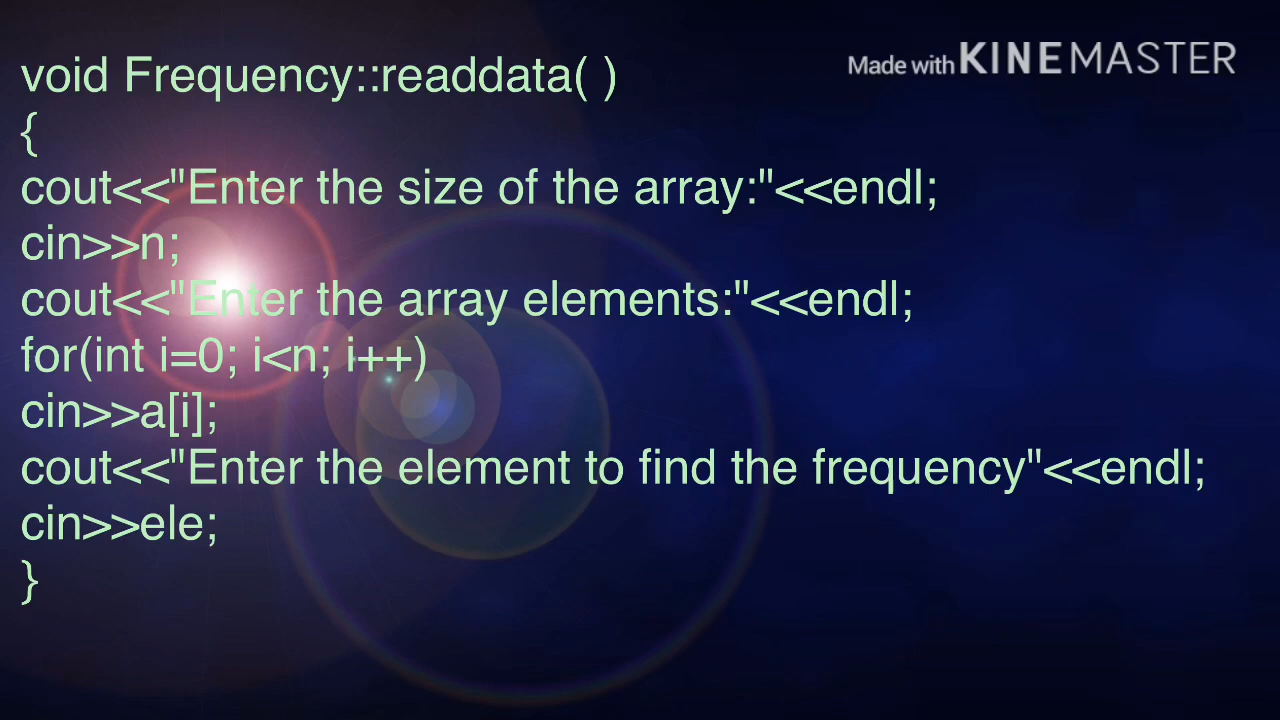 void Frequency::readdata( )
Made with KINEMASTER
{
cout<<"Enter the size of the array:"<<endl;
cin>>n;
cout<<"Enter the array elements:"<<endl;
for(int i=0; i<n; i++)
cin>>a[i];
cout<<"Enter the element to find the frequency"<<endl;
cin>>ele;
}